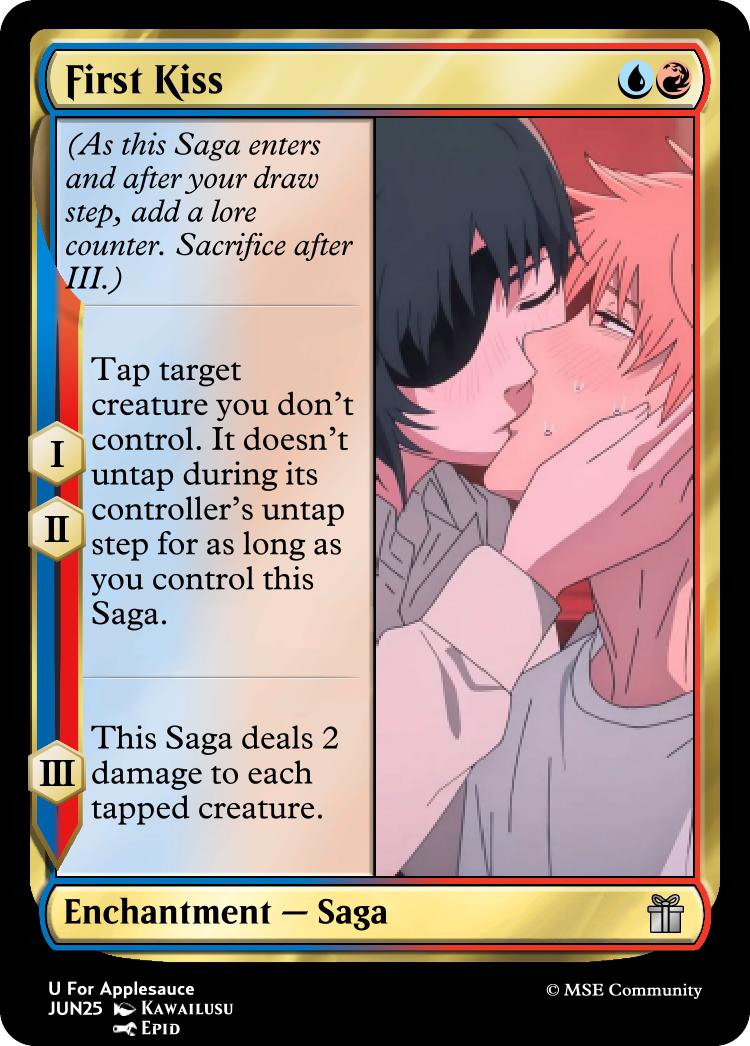 First Kiss
(As this Saga enters
and after your draw
step, add a lore
counter. Sacrifice after
III.)
I
II
Tap target
creature you don't
control. It doesn't
untap during its
controller's untap
step for as long as
you control this
Saga.
III
This Saga deals 2
damage to each
tapped creature.
Enchantment — Saga
U For Applesauce
© MSE Community
JUN25 Kawailusu
Epid